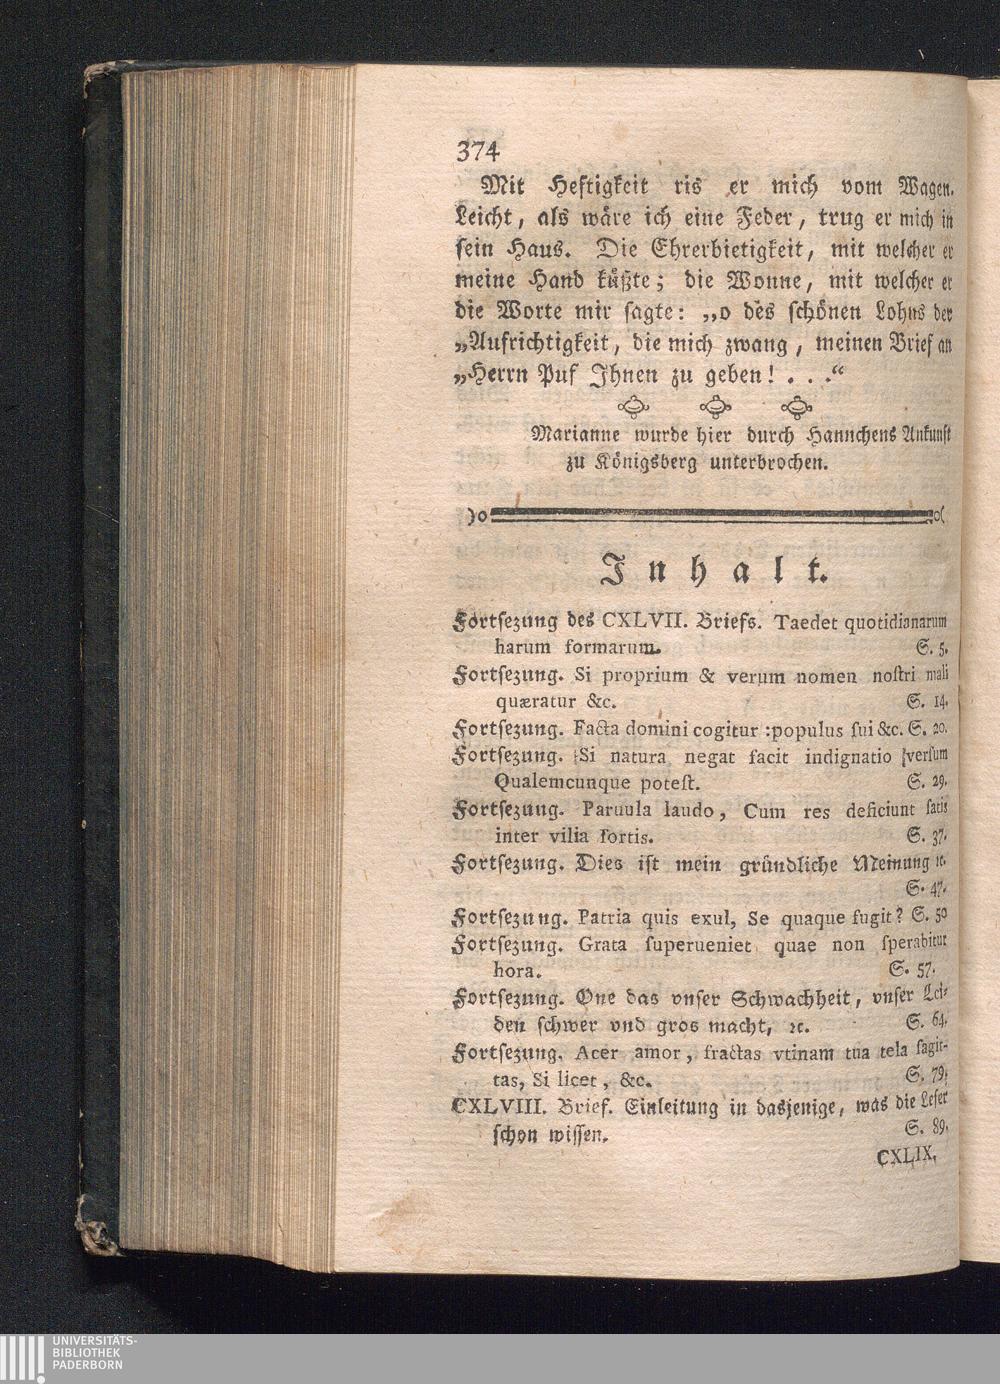 374
Mit Heftigkeit ris er mich vom Wagen.
Leicht, als wäre ich eine Feder, trug er mich in
sein Haus. Die Ehrerbietigkeit, mit welcher er
meine Hand küßte; die Wonne, mit welcher er
die Worte mir sagte: „o des schönen Lohns der
„Aufrichtigkeit, die mich zwang, meinen Brief an
„Herrn Puf Ihnen zu geben! . . .“
Marianne wurde hier durch Hannchens Ankunft
zu Königsberg unterbrochen.
Inhalt.
Fortsezung des CXLVII. Briefs. Taedet quotidianarum
harum formarum. S. 5.
Fortsezung. Si proprium & verum nomen noſtri mali
quæratur &c. S. 14.
Fortsezung. Facta domini cogitur :populus ſui &c. S. 20.
Fortsezung. Si natura negat facit indignatio verſum
Qualemcunque poteſt. S. 29.
Fortsezung. Paruula laudo, Cum res deficiunt ſatis
inter vilia fortis. S. 37.
Fortsezung. Dies ist mein gründliche Meinung ꝛc.
S. 47.
Fortsezung. Patria quis exul, Se quaque fugit? S. 50
Fortsezung. Grata ſuperueniet quae non ſperabitur
hora. S. 57.
Fortsezung. One das vnser Schwachheit, vnser Lei-
den schwer vnd gros macht, ꝛc. S. 64.
Fortsezung. Acer amor, fractas vtinam tua tela ſagit-
tas, Si licet, &c. S. 79.
CXLVIII. Brief. Einleitung in dasjenige, was die Leser
schon wissen. S. 89.
CXLIX.
UNIVERSITÄTS-
BIBLIOTHEK
PADERBORN